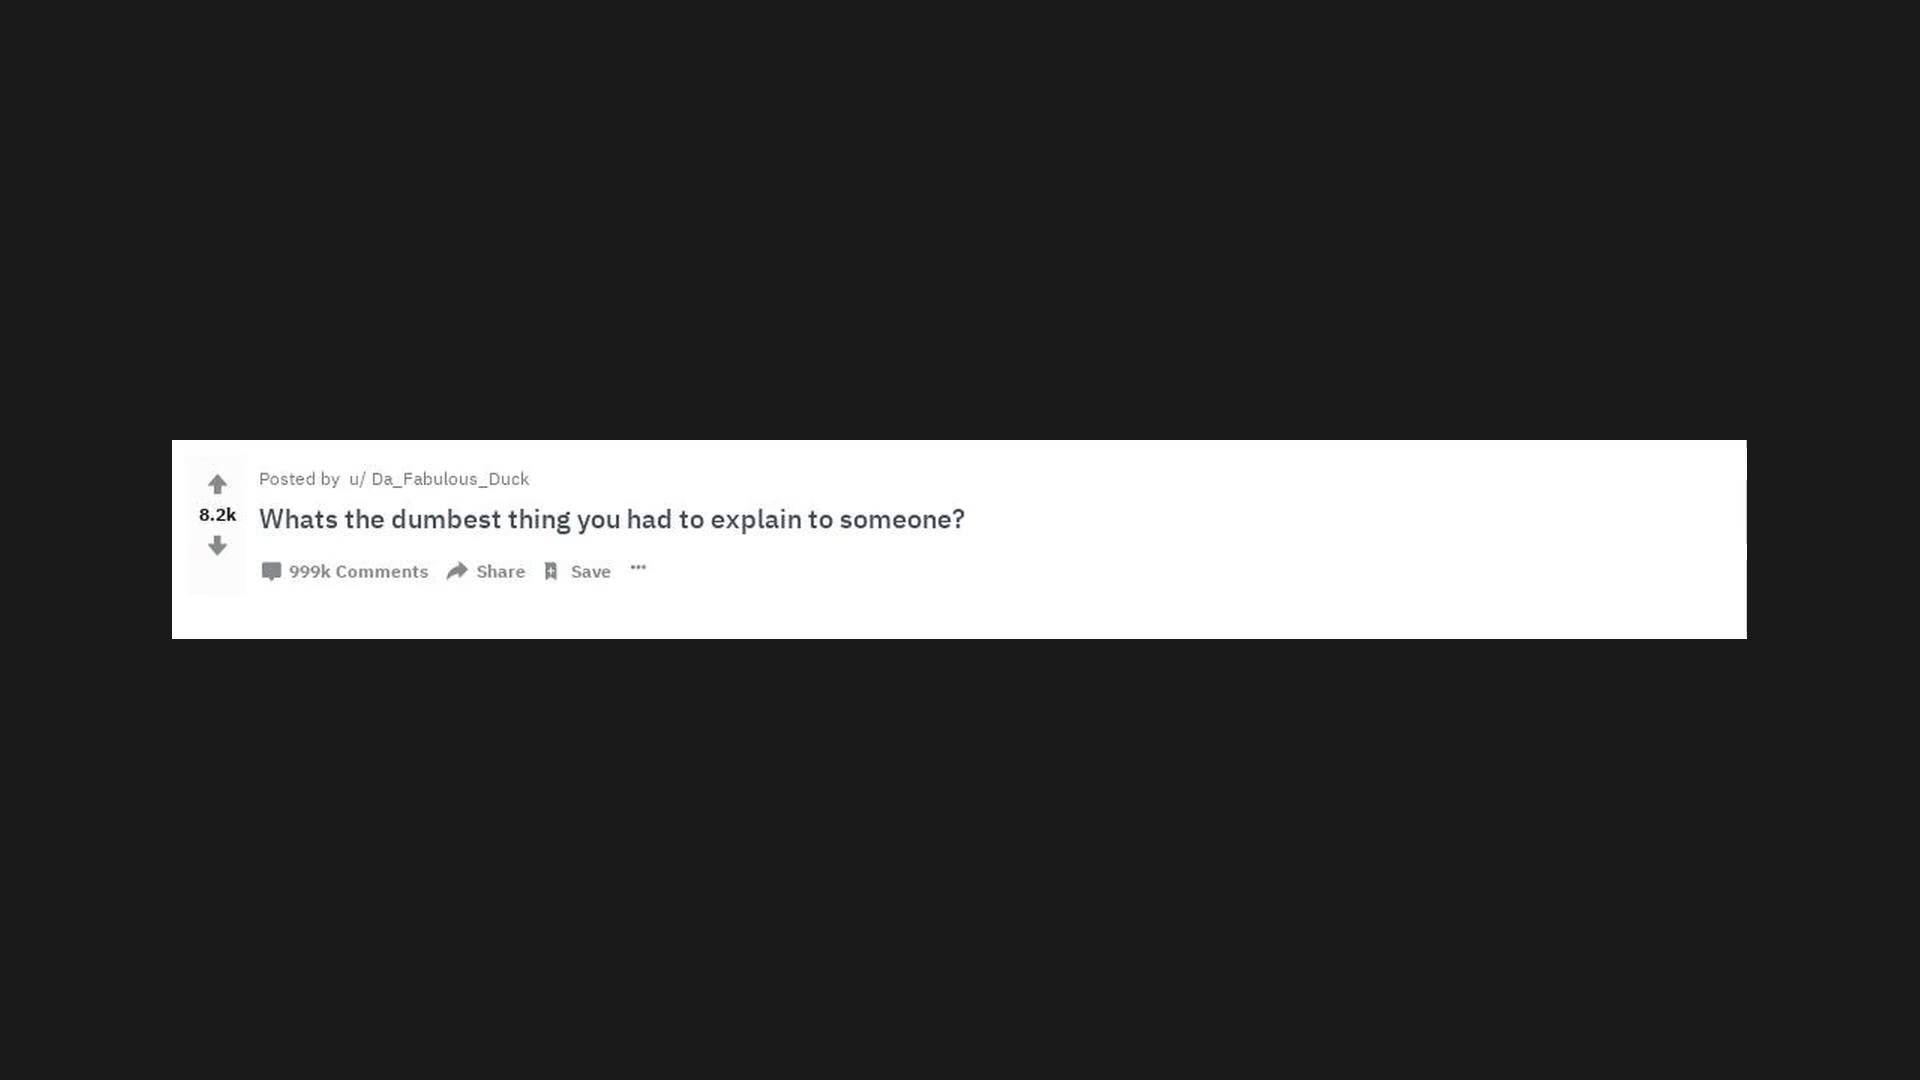 Posted by u/ Da_Fabulous_Duck
8.2k
Whats the dumbest thing you had to explain to someone?
999k Comments Share Save ...